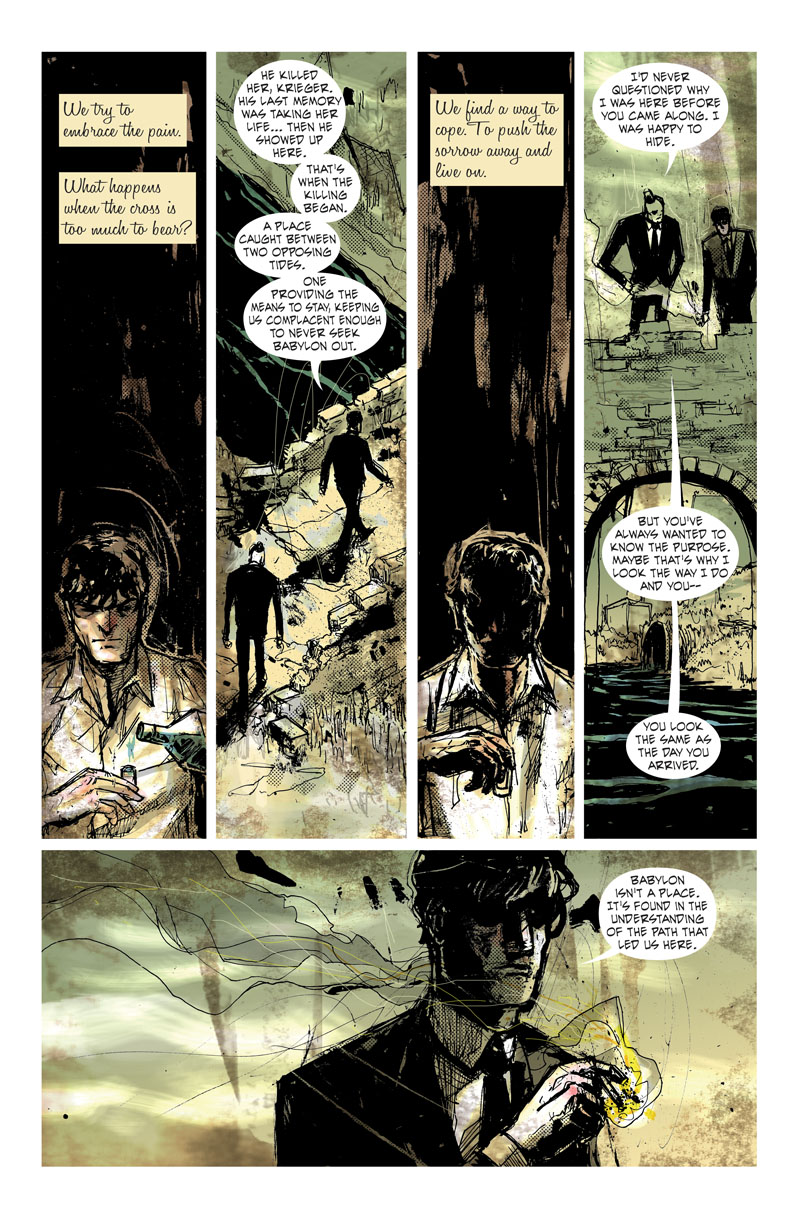 We try to
embrace the pain.
What happens
when the cross is
too much to bear?
HE KILLED
HER, KRIEGER.
HIS LAST MEMORY
WAS TAKING HER
LIFE... THEN HE
SHOWED UP
HERE.
THAT'S
WHEN THE
KILLING
BEGAN.
A PLACE
CAUGHT BETWEEN
TWO OPPOSING
TIDES.
ONE
PROVIDING THE
MEANS TO STAY, KEEPING
US COMPLACENT ENOUGH
TO NEVER SEEK
BABYLON OUT.
We find a way to
cope. To push the
sorrow away and
live on.
I'D NEVER
QUESTIONED WHY
I WAS HERE BEFORE
YOU CAME ALONG. I
WAS HAPPY TO
HIDE.
BUT YOU'VE
ALWAYS WANTED TO
KNOW THE PURPOSE.
MAYBE THAT'S WHY I
LOOK THE WAY I DO
AND YOU--
YOU LOOK
THE SAME AS
THE DAY YOU
ARRIVED.
BABYLON
ISN'T A PLACE.
IT'S FOUND IN THE
UNDERSTANDING
OF THE PATH THAT
LED US HERE.